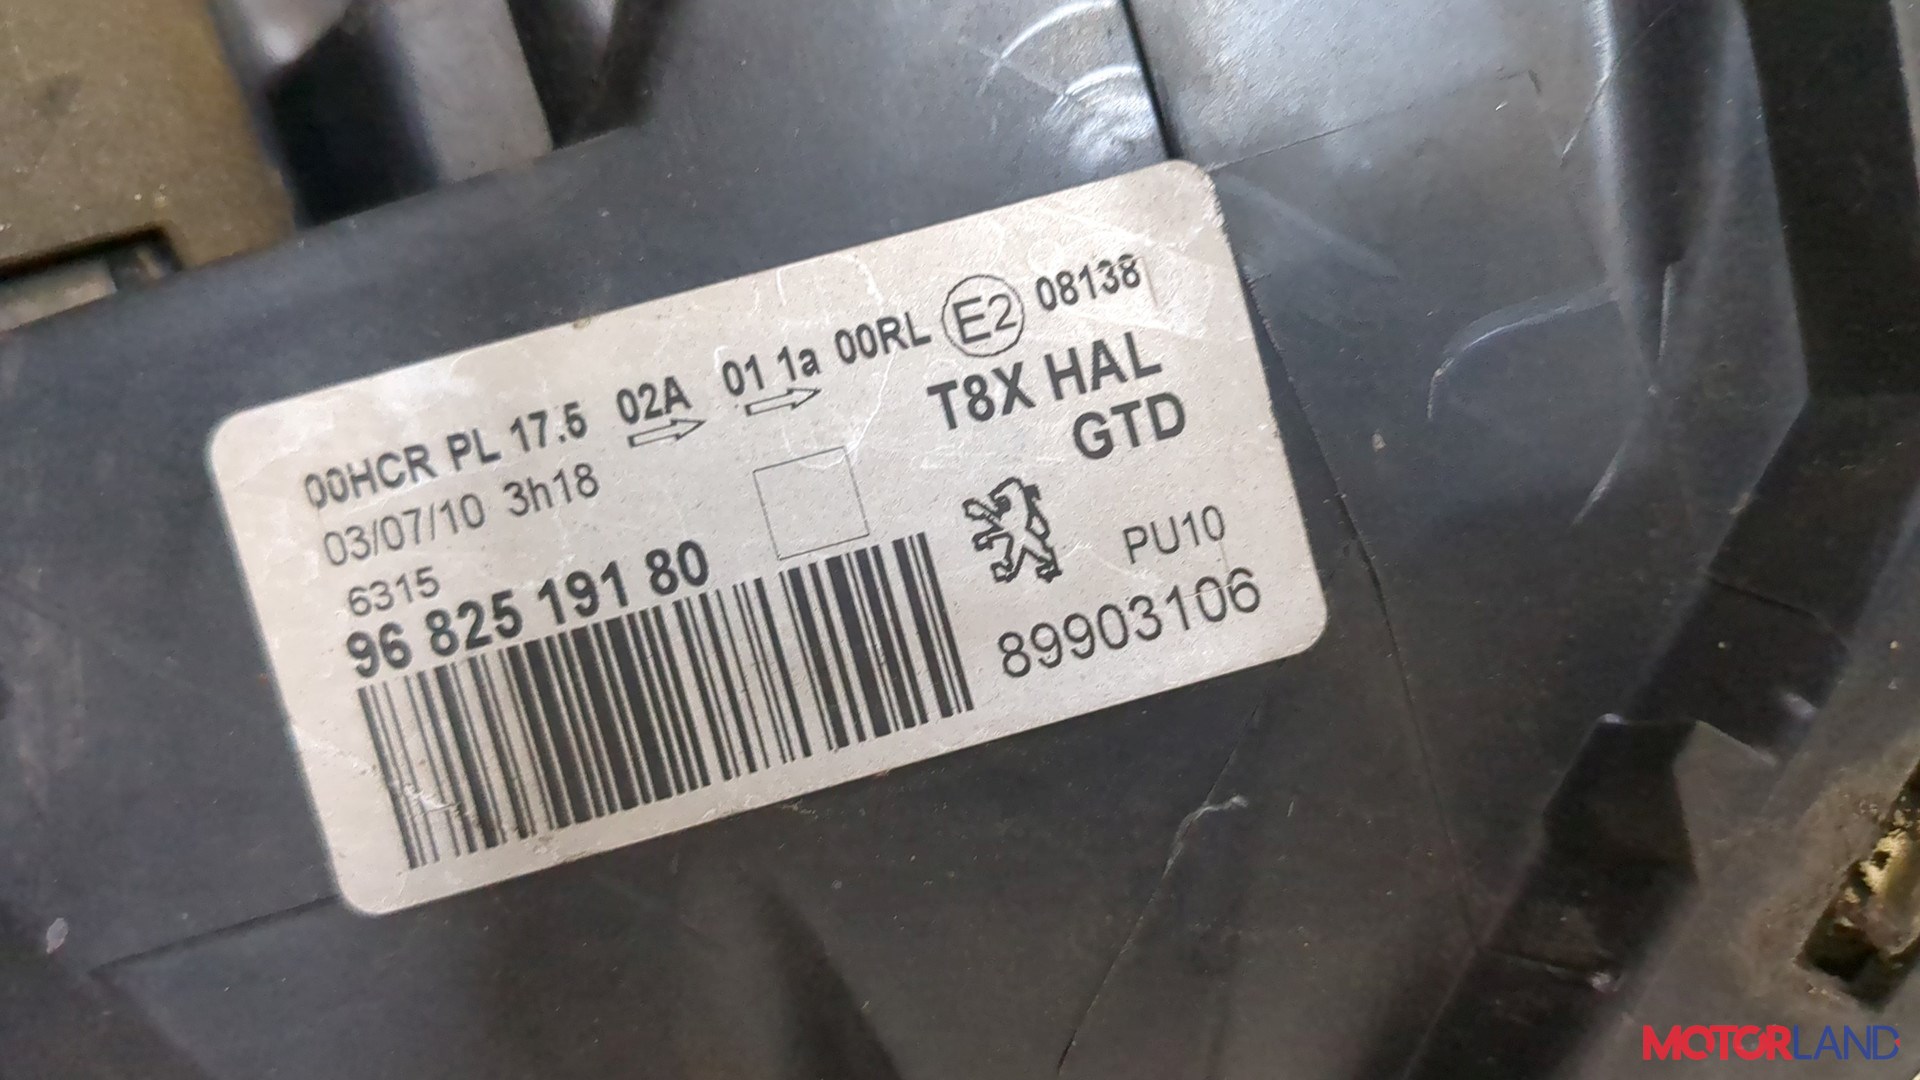 00HCR PL 17.5 02A 01 1a 00RL E2 08138
03/07/10 3h18
T8X HAL
GTD
6315
PU10
96 825 191 80
89903106
MOTORLAND